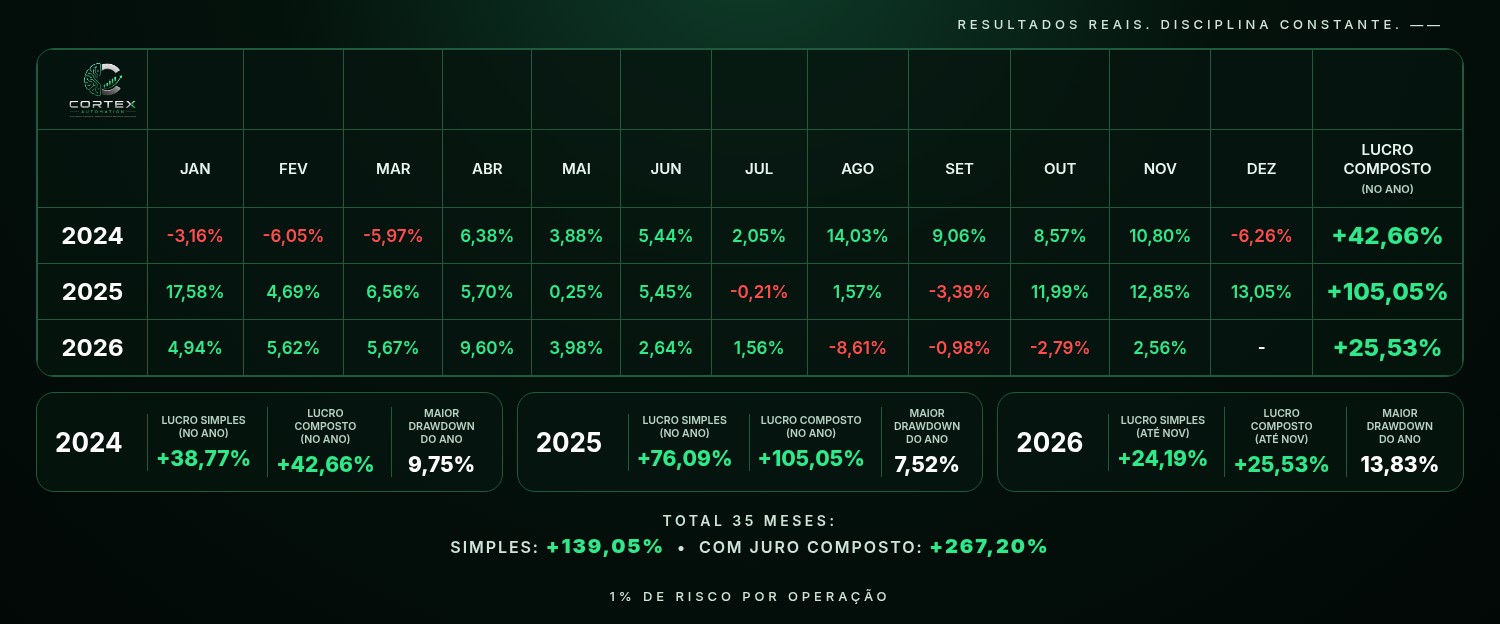 RESULTADOS REAIS. DISCIPLINA CONSTANTE. ——
CORTEX
AUTOMATION
JAN FEV MAR ABR MAI JUN JUL AGO SET OUT NOV DEZ LUCRO COMPOSTO (NO ANO)
2024 -3,16% -6,05% -5,97% 6,38% 3,88% 5,44% 2,05% 14,03% 9,06% 8,57% 10,80% -6,26% +42,66%
2025 17,58% 4,69% 6,56% 5,70% 0,25% 5,45% -0,21% 1,57% -3,39% 11,99% 12,85% 13,05% +105,05%
2026 4,94% 5,62% 5,67% 9,60% 3,98% 2,64% 1,56% -8,61% -0,98% -2,79% 2,56% - +25,53%
2024
LUCRO SIMPLES
(NO ANO)
+38,77%
LUCRO
COMPOSTO
(NO ANO)
+42,66%
MAIOR
DRAWDOWN
DO ANO
9,75%
2025
LUCRO SIMPLES
(NO ANO)
+76,09%
LUCRO COMPOSTO
(NO ANO)
+105,05%
MAIOR
DRAWDOWN
DO ANO
7,52%
2026
LUCRO SIMPLES
(ATÉ NOV)
+24,19%
LUCRO
COMPOSTO
(ATÉ NOV)
+25,53%
MAIOR
DRAWDOWN
DO ANO
13,83%
TOTAL 35 MESES:
SIMPLES: +139,05% • COM JURO COMPOSTO: +267,20%
1% DE RISCO POR OPERAÇÃO